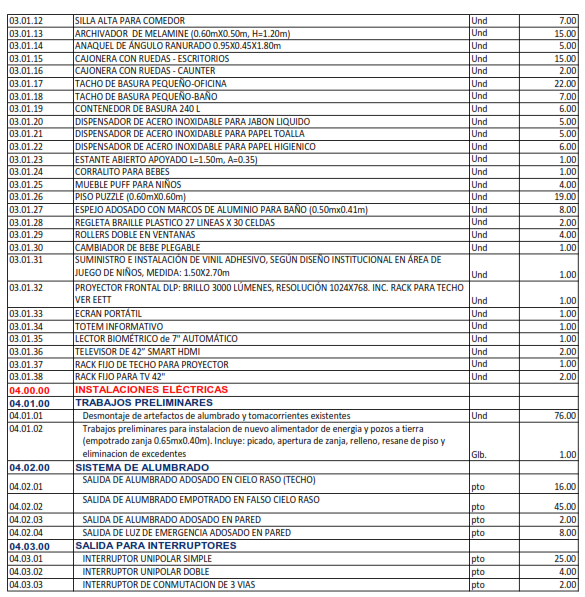 03.01.12 SILLA ALTA PARA COMEDOR Und 7.00
03.01.13 ARCHIVADOR DE MELAMINE (0.60mX0.50m, H=1.20m) Und 15.00
03.01.14 ANAQUEL DE ÁNGULO RANURADO 0.95X0.45X1.80m Und 5.00
03.01.15 CAJONERA CON RUEDAS - ESCRITORIOS Und 15.00
03.01.16 CAJONERA CON RUEDAS - CAUNTER Und 2.00
03.01.17 TACHO DE BASURA PEQUEÑO-OFICINA Und 22.00
03.01.18 TACHO DE BASURA PEQUEÑO-BAÑO Und 7.00
03.01.19 CONTENEDOR DE BASURA 240 L Und 6.00
03.01.20 DISPENSADOR DE ACERO INOXIDABLE PARA JABON LIQUIDO Und 5.00
03.01.21 DISPENSADOR DE ACERO INOXIDABLE PARA PAPEL TOALLA Und 5.00
03.01.22 DISPENSADOR DE ACERO INOXIDABLE PARA PAPEL HIGIENICO Und 6.00
03.01.23 ESTANTE ABIERTO APOYADO L=1.50m, A=0.35) Und 1.00
03.01.24 CORRALITO PARA BEBES Und 1.00
03.01.25 MUEBLE PUFF PARA NIÑOS Und 4.00
03.01.26 PISO PUZZLE (0.60mX0.60m) Und 19.00
03.01.27 ESPEJO ADOSADO CON MARCOS DE ALUMINIO PARA BAÑO (0.50mx0.41m) Und 8.00
03.01.28 REGLETA BRAILLE PLASTICO 27 LINEAS X 30 CELDAS Und 2.00
03.01.29 ROLLERS DOBLE EN VENTANAS Und 4.00
03.01.30 CAMBIADOR DE BEBE PLEGABLE Und 1.00
03.01.31 SUMINISTRO E INSTALACIÓN DE VINIL ADHESIVO, SEGÚN DISEÑO INSTITUCIONAL EN ÁREA DE
JUEGO DE NIÑOS, MEDIDA: 1.50X2.70m Und 1.00
03.01.32 PROYECTOR FRONTAL DLP: BRILLO 3000 LÚMENES, RESOLUCIÓN 1024X768. INC. RACK PARA TECHO
VER EETT Und 1.00
03.01.33 ECRAN PORTÁTIL Und 1.00
03.01.34 TOTEM INFORMATIVO Und 1.00
03.01.35 LECTOR BIOMÉTRICO de 7" AUTOMÁTICO Und 1.00
03.01.36 TELEVISOR DE 42" SMART HDMI Und 2.00
03.01.37 RACK FIJO DE TECHO PARA PROYECTOR Und 1.00
03.01.38 RACK FIJO PARA TV 42" Und 2.00
04.00.00 INSTALACIONES ELÉCTRICAS
04.01.00 TRABAJOS PRELIMINARES
04.01.01 Desmontaje de artefactos de alumbrado y tomacorrientes existentes Und 76.00
04.01.02 Trabajos preliminares para instalacion de nuevo alimentador de energia y pozos a tierra
(empotrado zanja 0.65mx0.40m). Incluye: picado, apertura de zanja, relleno, resane de piso y
eliminacion de excedentes Glb. 1.00
04.02.00 SISTEMA DE ALUMBRADO
04.02.01 SALIDA DE ALUMBRADO ADOSADO EN CIELO RASO (TECHO) pto 16.00
04.02.02 SALIDA DE ALUMBRADO EMPOTRADO EN FALSO CIELO RASO pto 45.00
04.02.03 SALIDA DE ALUMBRADO ADOSADO EN PARED pto 2.00
04.02.04 SALIDA DE LUZ DE EMERGENCIA ADOSADO EN PARED pto 8.00
04.03.00 SALIDA PARA INTERRUPTORES
04.03.01 INTERRUPTOR UNIPOLAR SIMPLE pto 25.00
04.03.02 INTERRUPTOR UNIPOLAR DOBLE pto 4.00
04.03.03 INTERRUPTOR DE CONMUTACION DE 3 VIAS pto 2.00